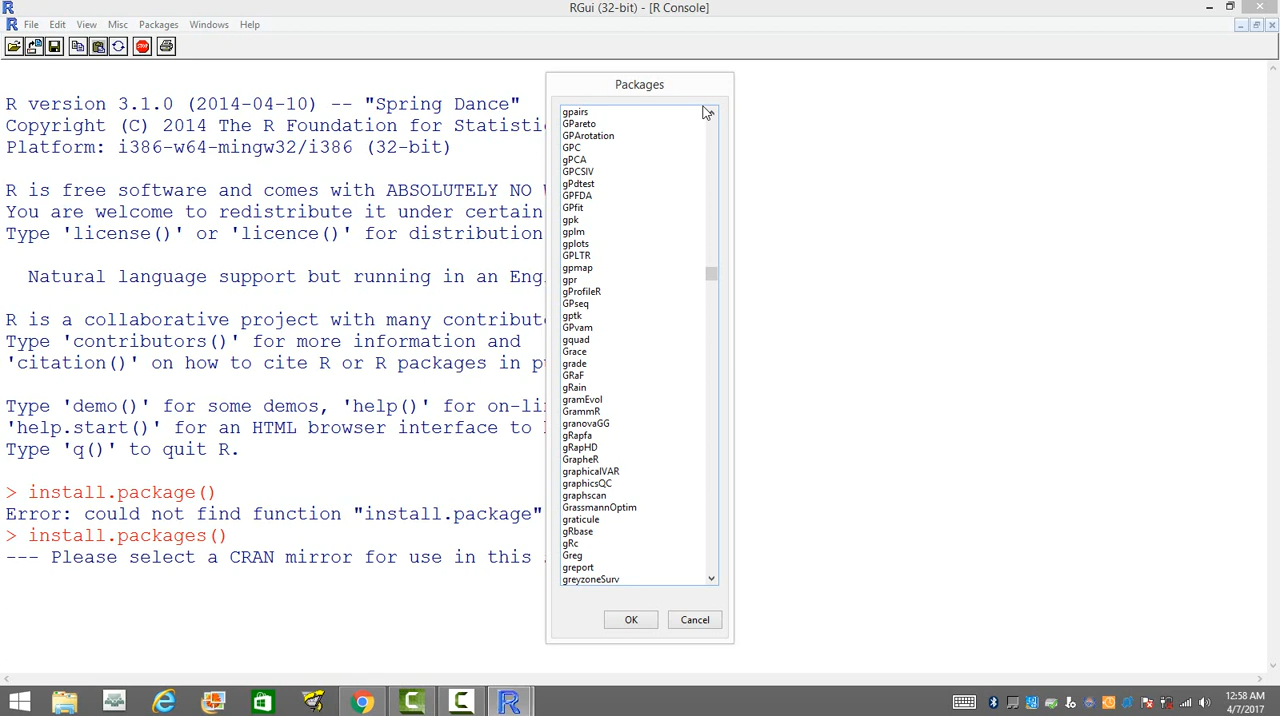 RGui (32-bit) - [R Console]
File Edit View Misc Packages Windows Help
STOP
R version 3.1.0 (2014-04-10) -- "Spring Dance"
Copyright (C) 2014 The R Foundation for Statisti
Platform: i386-w64-mingw32/i386 (32-bit)
R is free software and comes with ABSOLUTELY NO
You are welcome to redistribute it under certain
Type 'license()' or 'licence()' for distribution
Natural language support but running in an Eng
R is a collaborative project with many contribut
Type 'contributors()' for more information and
'citation()' on how to cite R or R packages in p
Type 'demo()' for some demos, 'help()' for on-li
'help.start()' for an HTML browser interface to
Type 'q()' to quit R.
> install.package()
Error: could not find function "install.package"
> install.packages()
--- Please select a CRAN mirror for use in this
Packages
gpairs
GPareto
GPArotation
GPC
gPCA
GPCSIV
gPdtest
GPFDA
GPfit
gpk
gplm
gplots
GPLTR
gpmap
gpr
gProfileR
GPseq
gptk
GPvam
gquad
Grace
grade
GRaF
gRain
gramEvol
GrammR
granovaGG
gRapfa
gRapHD
GrapheR
graphicalVAR
graphicsQC
graphscan
GrassmannOptim
graticule
gRbase
gRc
Greg
greport
greyzoneSurv
OK Cancel
12:58 AM
4/7/2017